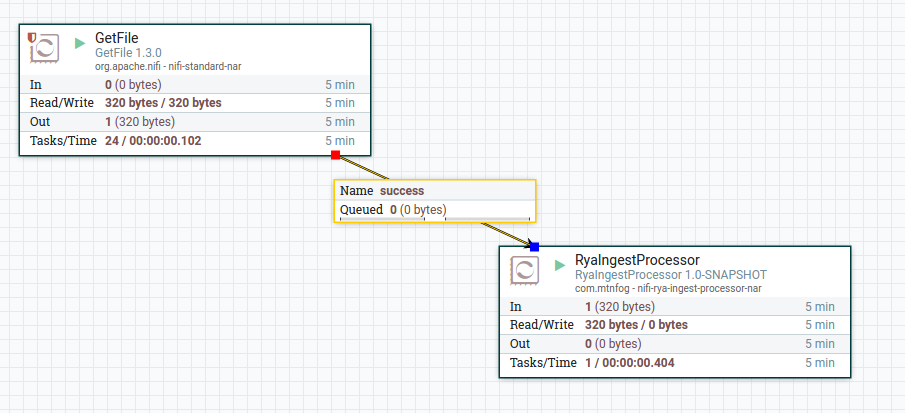 GetFile
GetFile 1.3.0
org.apache.nifi - nifi-standard-nar
In 0 (0 bytes) 5 min
Read/Write 320 bytes / 320 bytes 5 min
Out 1 (320 bytes) 5 min
Tasks/Time 24 / 00:00:00.102 5 min
Name success
Queued 0 (0 bytes)
RyaIngestProcessor
RyaIngestProcessor 1.0-SNAPSHOT
com.mtnfog - nifi-rya-ingest-processor-nar
In 1 (320 bytes) 5 min
Read/Write 320 bytes / 0 bytes 5 min
Out 0 (0 bytes) 5 min
Tasks/Time 1 / 00:00:00.404 5 min